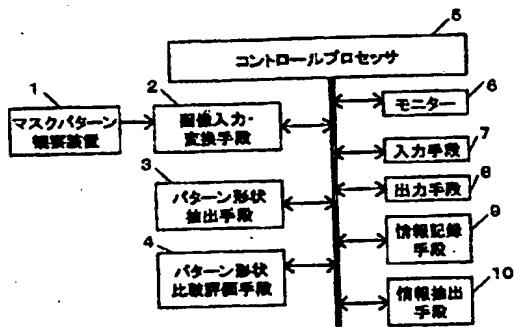 5
コントロールプロセッサ
1
マスクパターン
観察装置
2
画像入力・
変換手段
3
パターン形状
抽出手段
4
パターン形状
比較評価手段
6
モニター
7
入力手段
8
出力手段
9
情報記録
手段
10
情報抽出
手段